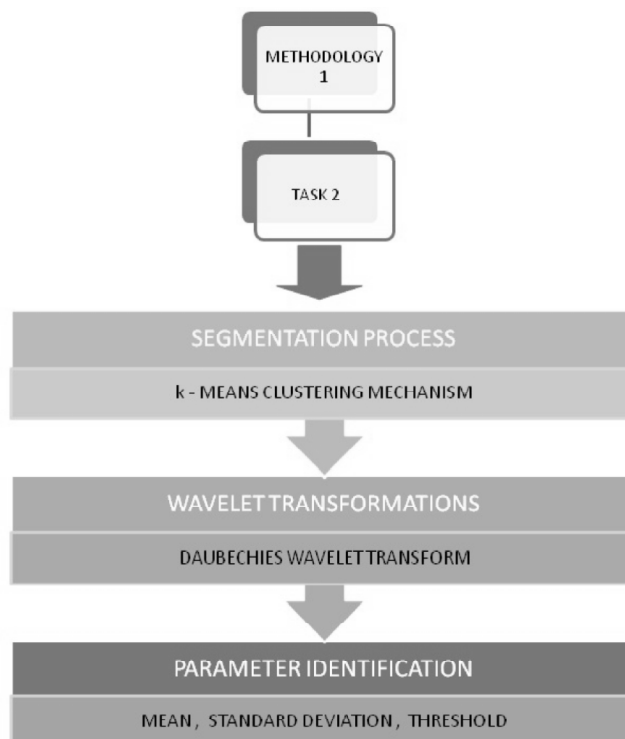 METHODOLOGY
1
TASK 2
SEGMENTATION PROCESS
k - MEANS CLUSTERING MECHANISM
WAVELET TRANSFORMATIONS
DAUBECHIES WAVELET TRANSFORM
PARAMETER IDENTIFICATION
MEAN , STANDARD DEVIATION , THRESHOLD